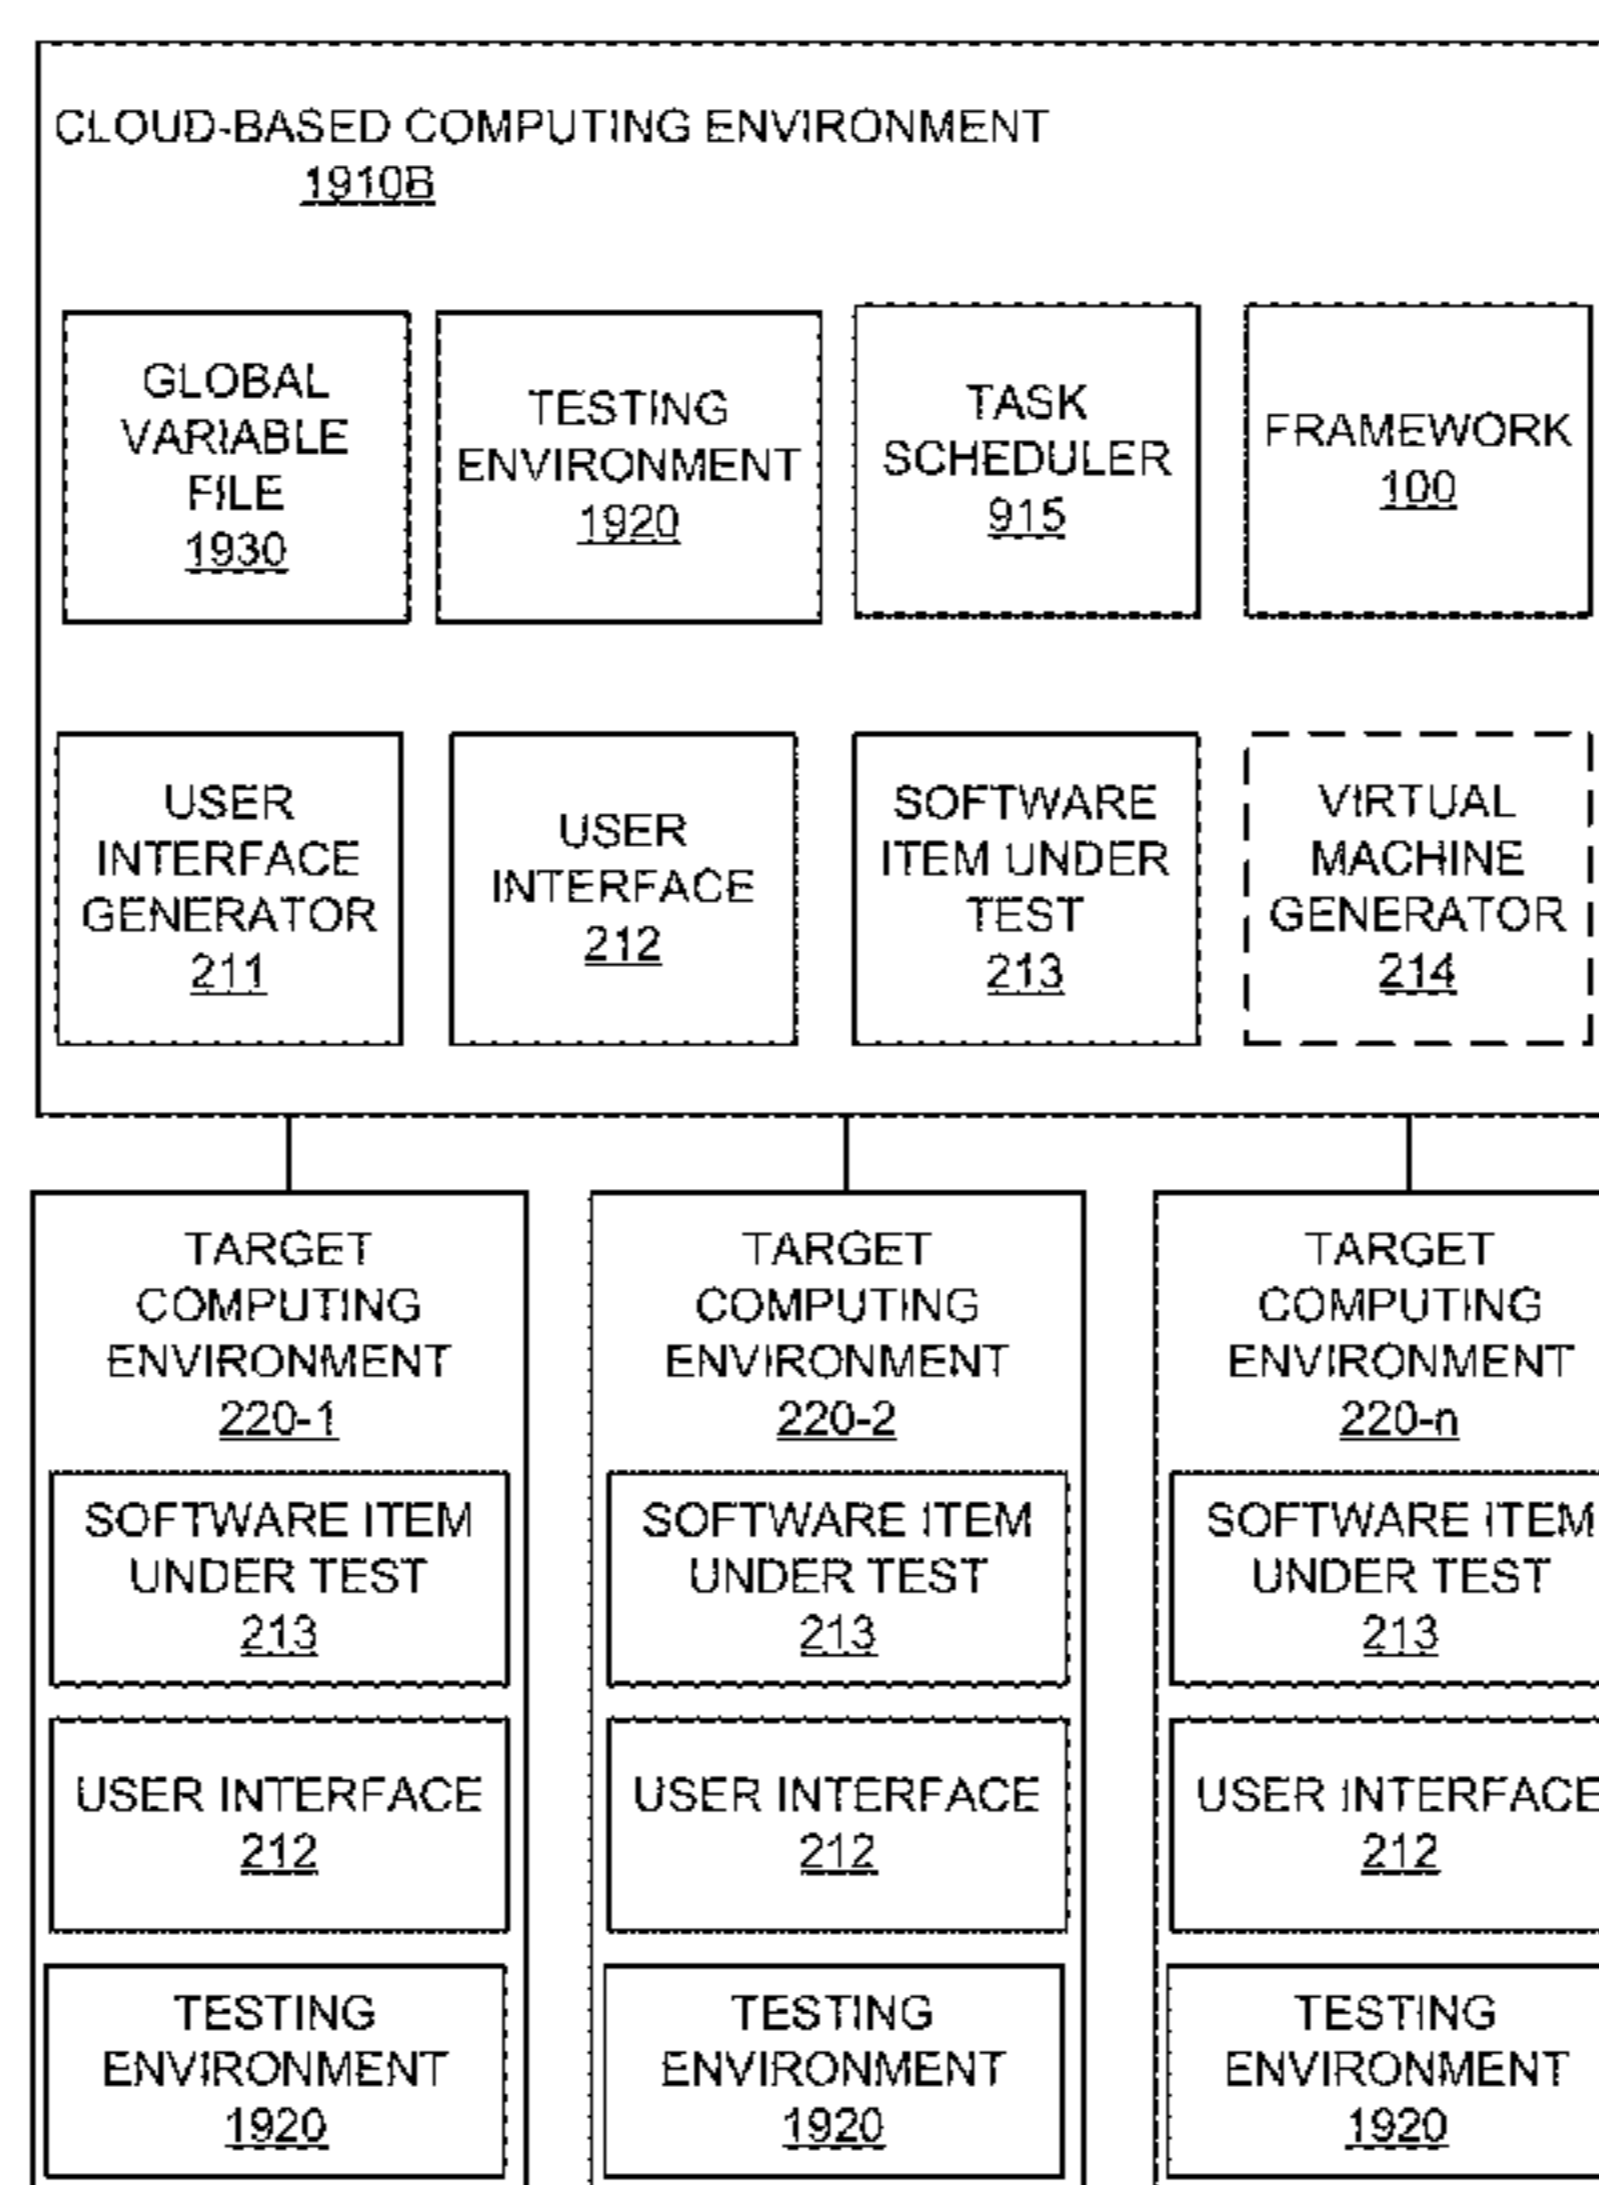 CLOUD-BASED COMPUTING ENVIRONMENT
1910B
GLOBAL
VARIABLE
FILE
1930
TESTING
ENVIRONMENT
1920
TASK
SCHEDULER
915
FRAMEWORK
100
USER
INTERFACE
GENERATOR
211
USER
INTERFACE
212
SOFTWARE
ITEM UNDER
TEST
213
VIRTUAL
MACHINE
GENERATOR
214
TARGET
COMPUTING
ENVIRONMENT
220-1
SOFTWARE ITEM
UNDER TEST
213
USER INTERFACE
212
TESTING
ENVIRONMENT
1920
TARGET
COMPUTING
ENVIRONMENT
220-2
SOFTWARE ITEM
UNDER TEST
213
USER INTERFACE
212
TESTING
ENVIRONMENT
1920
TARGET
COMPUTING
ENVIRONMENT
220-n
SOFTWARE ITEM
UNDER TEST
213
USER INTERFACE
212
TESTING
ENVIRONMENT
1920